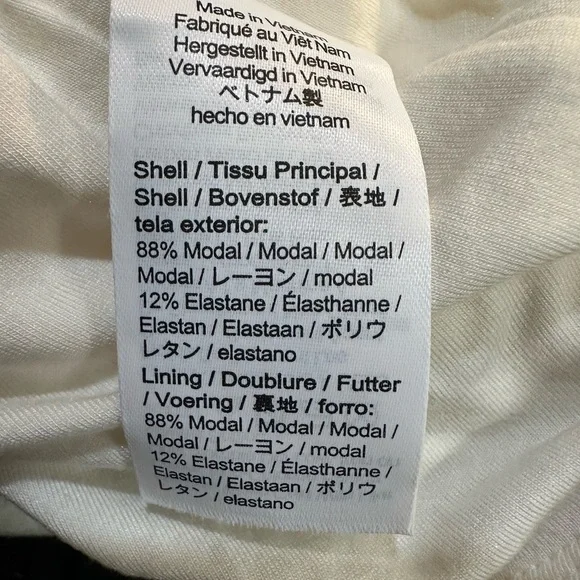 Made in Vietnam
Fabriqué au Viêt Nam
Hergestellt in Vietnam
Vervaardigd in Vietnam
ベトナム製
hecho en vietnam
Shell / Tissu Principal /
Shell / Bovenstof / 表地 /
tela exterior:
88% Modal / Modal / Modal /
Modal / レーヨン / modal
12% Elastane / Élasthanne /
Elastan / Elastaan / ポリウ
レタン / elastano
Lining / Doublure / Futter
/ Voering / 裏地 / forro:
88% Modal / Modal / Modal /
Modal / レーヨン / modal
12% Elastane / Élasthanne /
Elastan / Elastaan / ポリウ
レタン / elastano